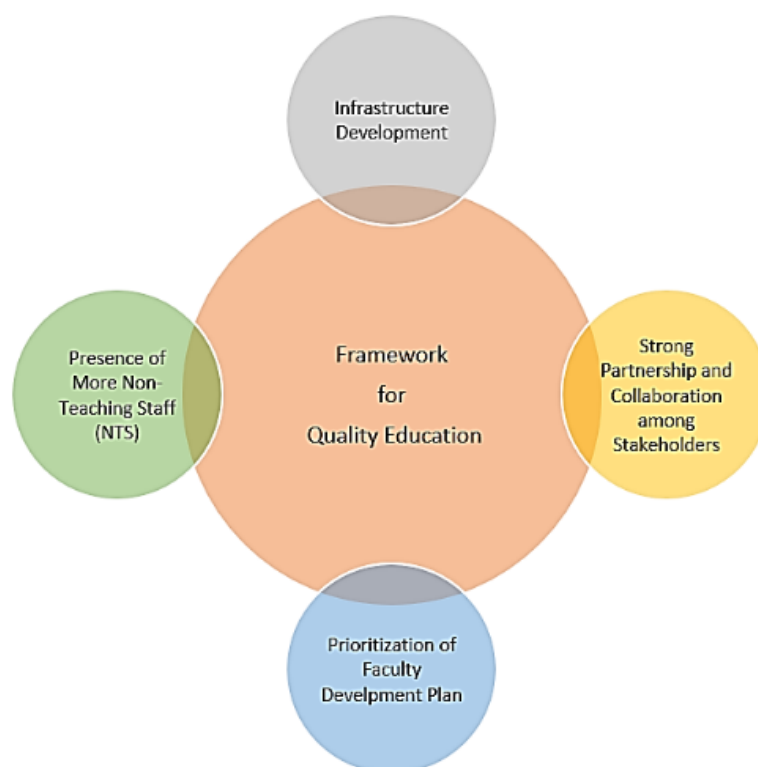 Infrastructure
Development
Presence of
More Non-
Teaching Staff
(NTS)
Framework
for
Quality Education
Strong
Partnership and
Collaboration
among
Stakeholders
Prioritization of
Faculty
Develpment Plan